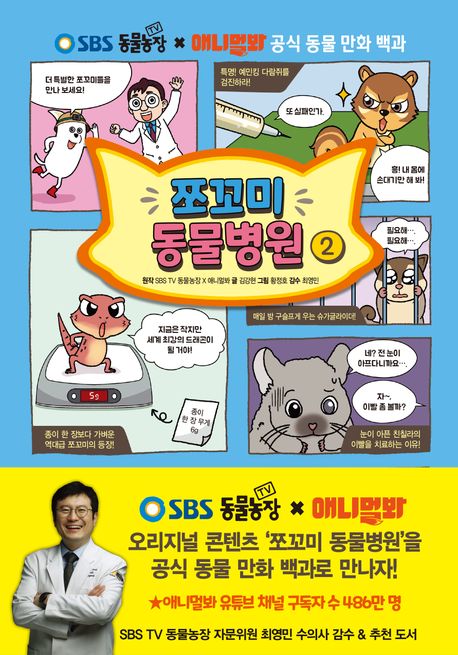 SBS TV 동물농장 × 애니멀봐 공식 동물 만화 백과
더 특별한 쪼꼬미들을
만나 보세요!
특명! 예민킹 다람쥐를
검진하라!
또 실패인가.
흥! 내 몸에
손대기만 해 봐!
쪼꼬미
동물병원 2
원작 SBS TV 동물농장 X 애니멀봐 글 김강현 그림 황정호 감수 최영민
필요해…
필요해…
매일 밤 구슬프게 우는 슈가글라이더!
지금은 작지만
세계 최강의 드래곤이
될 거야!
5g
종이
한 장 무게
6g
종이 한 장보다 가벼운
역대급 쪼꼬미의 등장!
네? 전 눈이
아프다니까요….
자~,
이빨 좀 볼까?
눈이 아픈 친칠라의
이빨을 치료하는 이유!
SBS TV 동물농장 × 애니멀봐
오리지널 콘텐츠 '쪼꼬미 동물병원'을
공식 동물 만화 백과로 만나자!
★애니멀봐 유튜브 채널 구독자 수 486만 명
SBS TV 동물농장 자문위원 최영민 수의사 감수 & 추천 도서